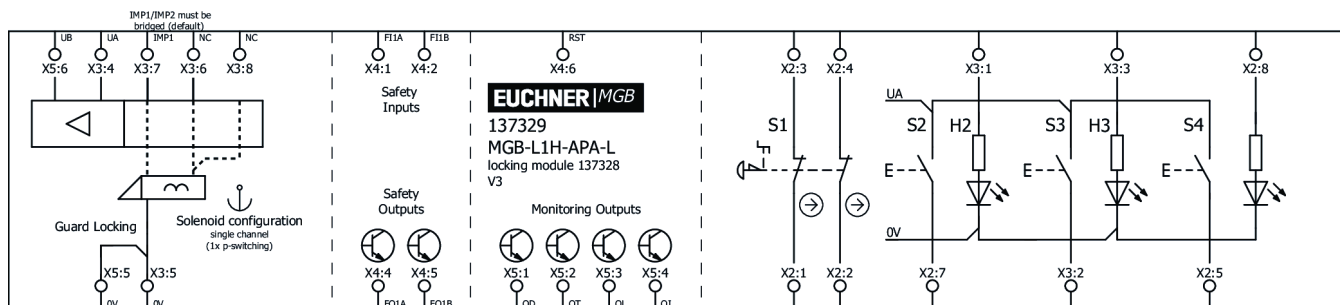 IMP1/IMP2 must be
bridged (default)
UB UA IMP1 NC NC FI1A FI1B RST
X5:6 X3:4 X3:7 X3:6 X3:8 X4:1 X4:2 X4:6 X2:3 X2:4 X3:1 X3:3 X2:8
Safety
Inputs
EUCHNER MGB
137329
MGB-L1H-APA-L
locking module 137328
V3
UA
S1 S2 H2 S3 H3 S4
E E E
Guard Locking
Solenoid configuration
single channel
(1x p-switching)
Safety
Outputs
Monitoring Outputs
0V
X5:5 X3:5 X4:4 X4:5 X5:1 X5:2 X5:3 X5:4 X2:1 X2:2 X2:7 X3:2 X2:5
0V 0V FO1A FO1B OD OT OL OI